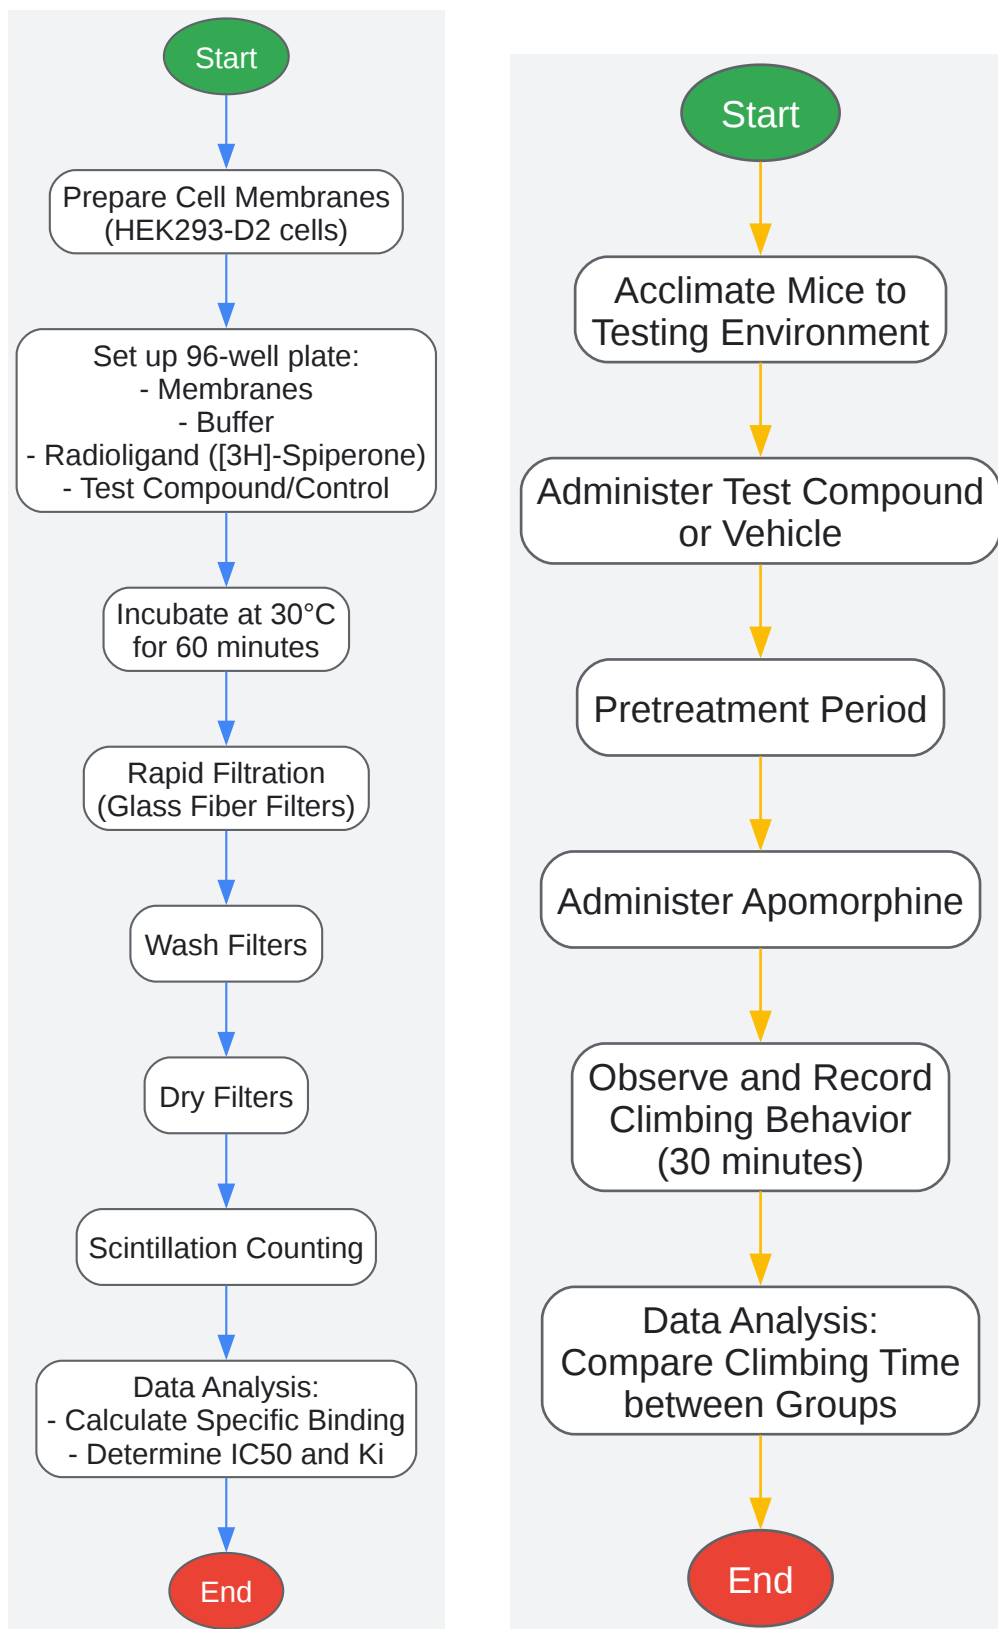 Start
Prepare Cell Membranes
(HEK293-D2 cells)
Set up 96-well plate:
- Membranes
- Buffer
- Radioligand ([3H]-Spiperone)
- Test Compound/Control
Incubate at 30°C
for 60 minutes
Rapid Filtration
(Glass Fiber Filters)
Wash Filters
Dry Filters
Scintillation Counting
Data Analysis:
- Calculate Specific Binding
- Determine IC50 and Ki
End
Start
Acclimate Mice to
Testing Environment
Administer Test Compound
or Vehicle
Pretreatment Period
Administer Apomorphine
Observe and Record
Climbing Behavior
(30 minutes)
Data Analysis:
Compare Climbing Time
between Groups
End